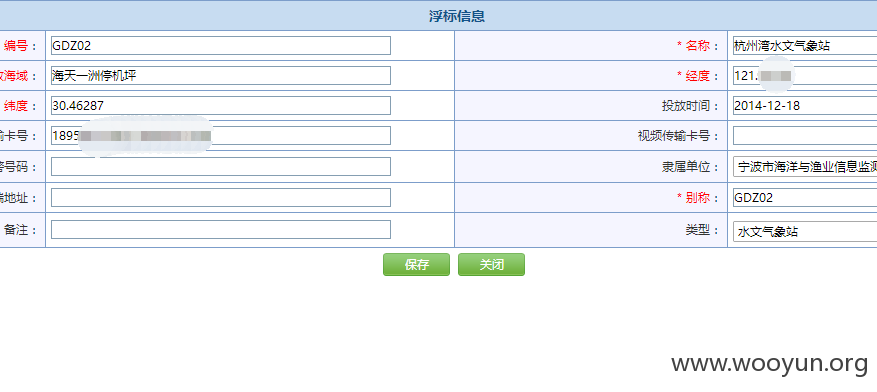 浮标信息
编号： GDZ02 * 名称： 杭州湾水文气象站
海域： 海天一洲停机坪 * 经度： 121.
纬度： 30.46287 投放时间： 2014-12-18
卡号： 1895 视频传输卡号：
号码： 隶属单位： 宁波市海洋与渔业信息监测
地址： * 别称： GDZ02
备注： 类型： 水文气象站
保存 关闭
www.wooyun.org